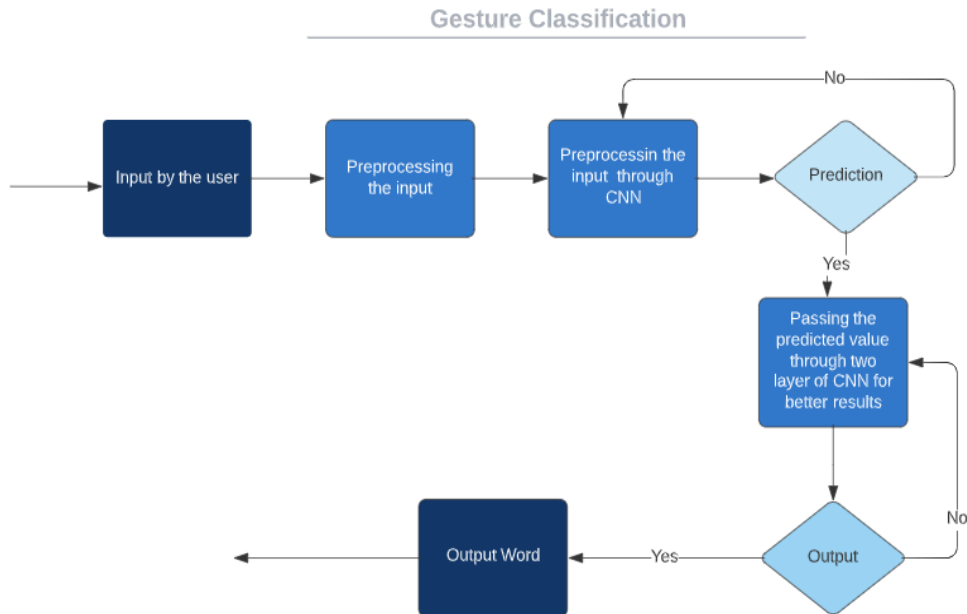 Gesture Classification
No
Input by the user
Preprocessing
the input
Preprocessin the
input through
CNN
Prediction
Yes
Passing the
predicted value
through two
layer of CNN for
better results
No
Output Word
Yes
Output